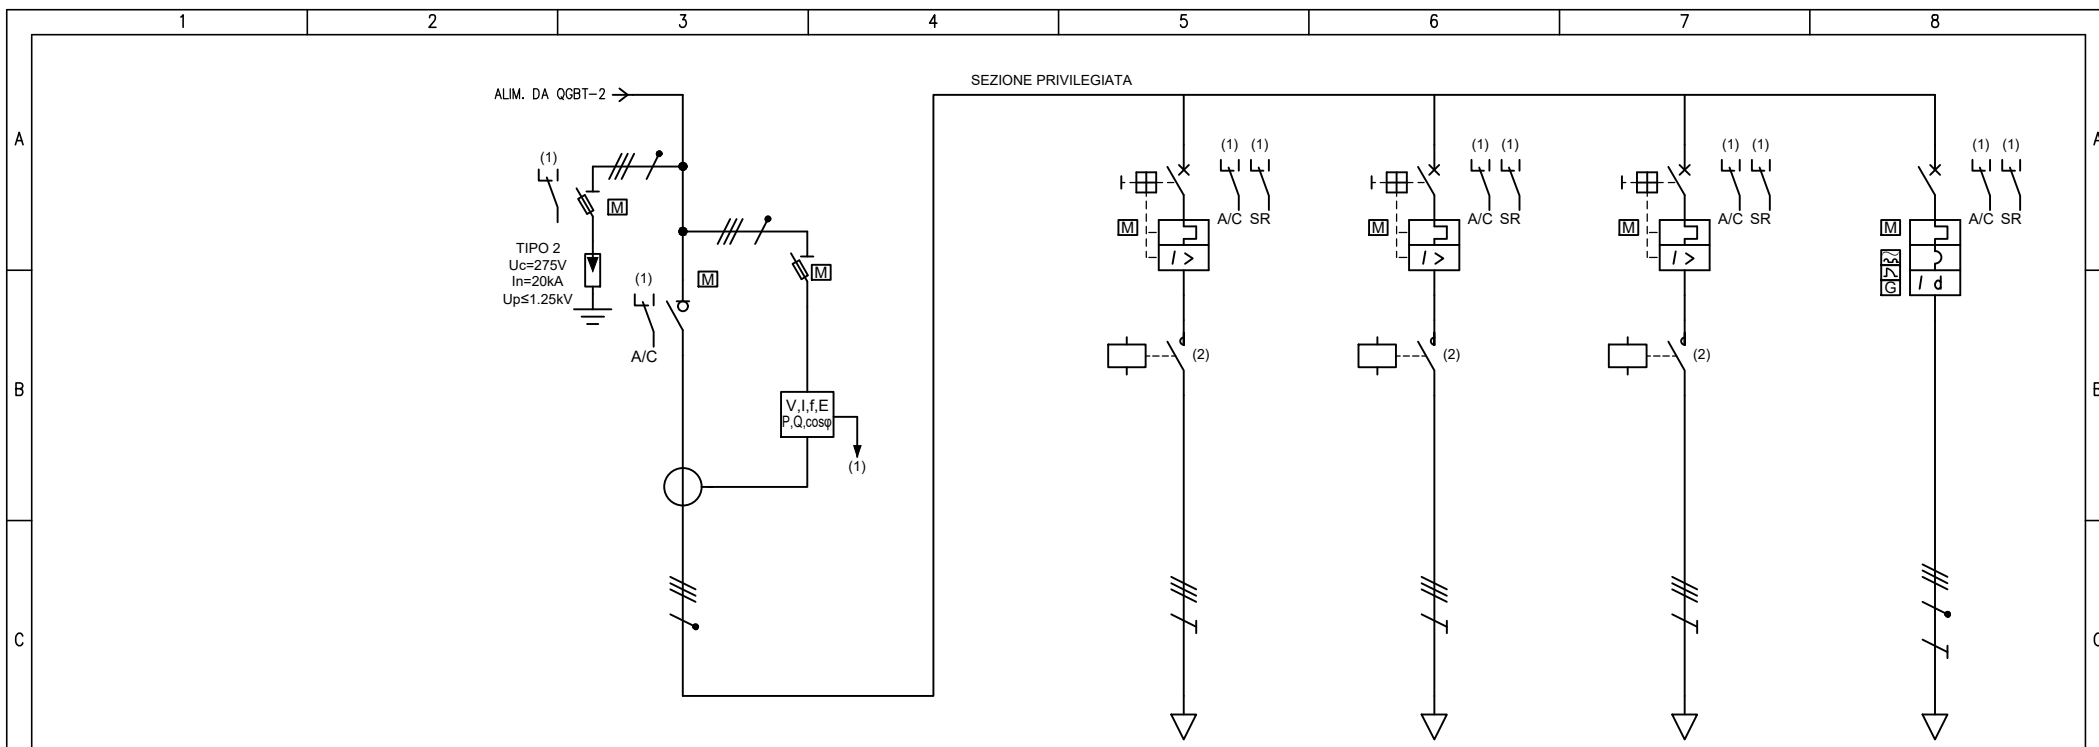 1 2 3 4 5 6 7 8
SEZIONE PRIVILEGIATA
ALIM. DA QGBT-2
A A
(1) (1) (1) (1) (1) (1) (1) (1) (1)
M
A/C SR A/C SR A/C SR A/C SR
M M M M
TIPO 2
Uc=275V
In=20kA
Up≤1.25kV
I > I > I >
(1) M M
I d
G
A/C
(2) (2) (2)
B B
V,I,f,E
P,Q,cosφ
(1)
C C